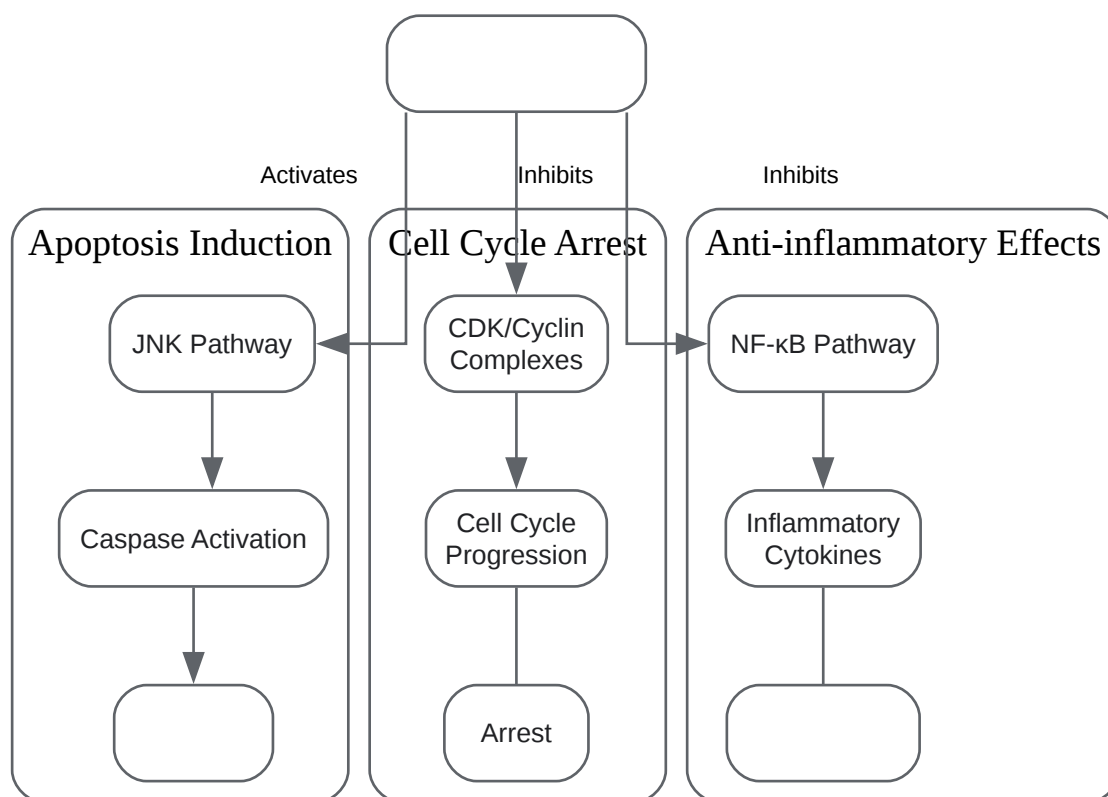 Activates
Inhibits
Inhibits
Apoptosis Induction
Cell Cycle Arrest
Anti-inflammatory Effects
JNK Pathway
CDK/Cyclin
Complexes
NF-κB Pathway
Caspase Activation
Cell Cycle
Progression
Inflammatory
Cytokines
Arrest